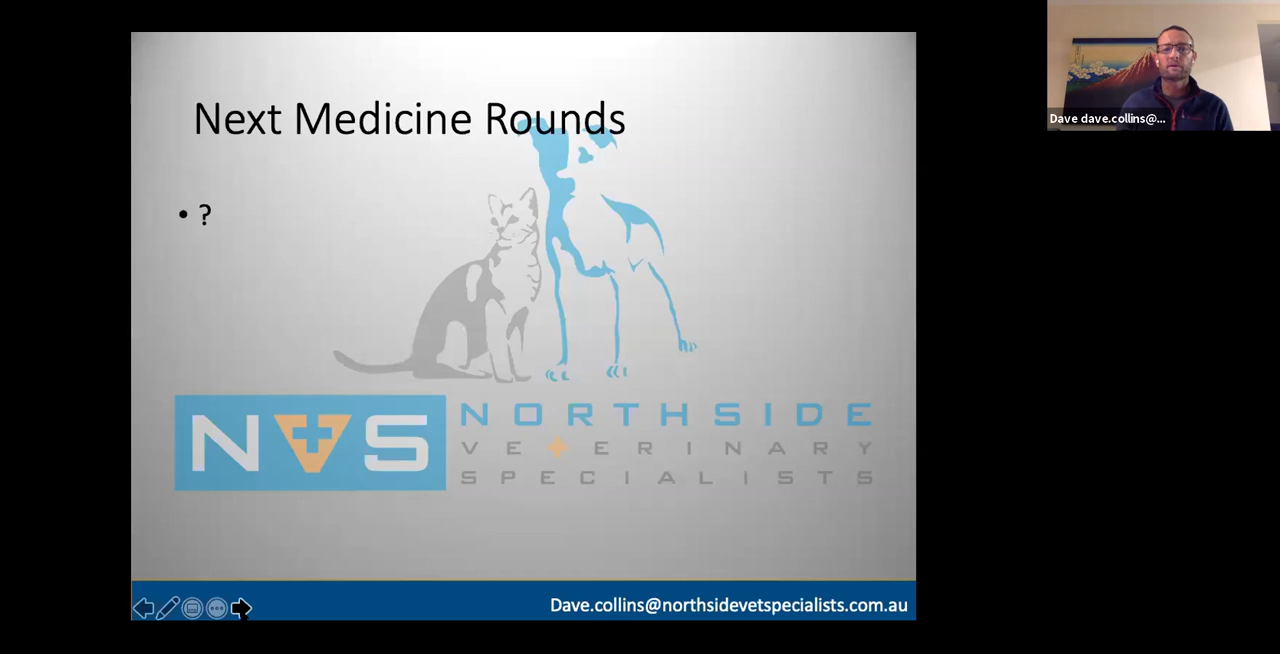 Next Medicine Rounds
• ?
NVS
NORTHSIDE
VETERINARY
SPECIALISTS
Dave.collins@northsidevetspecialists.com.au
Dave dave.collins@...